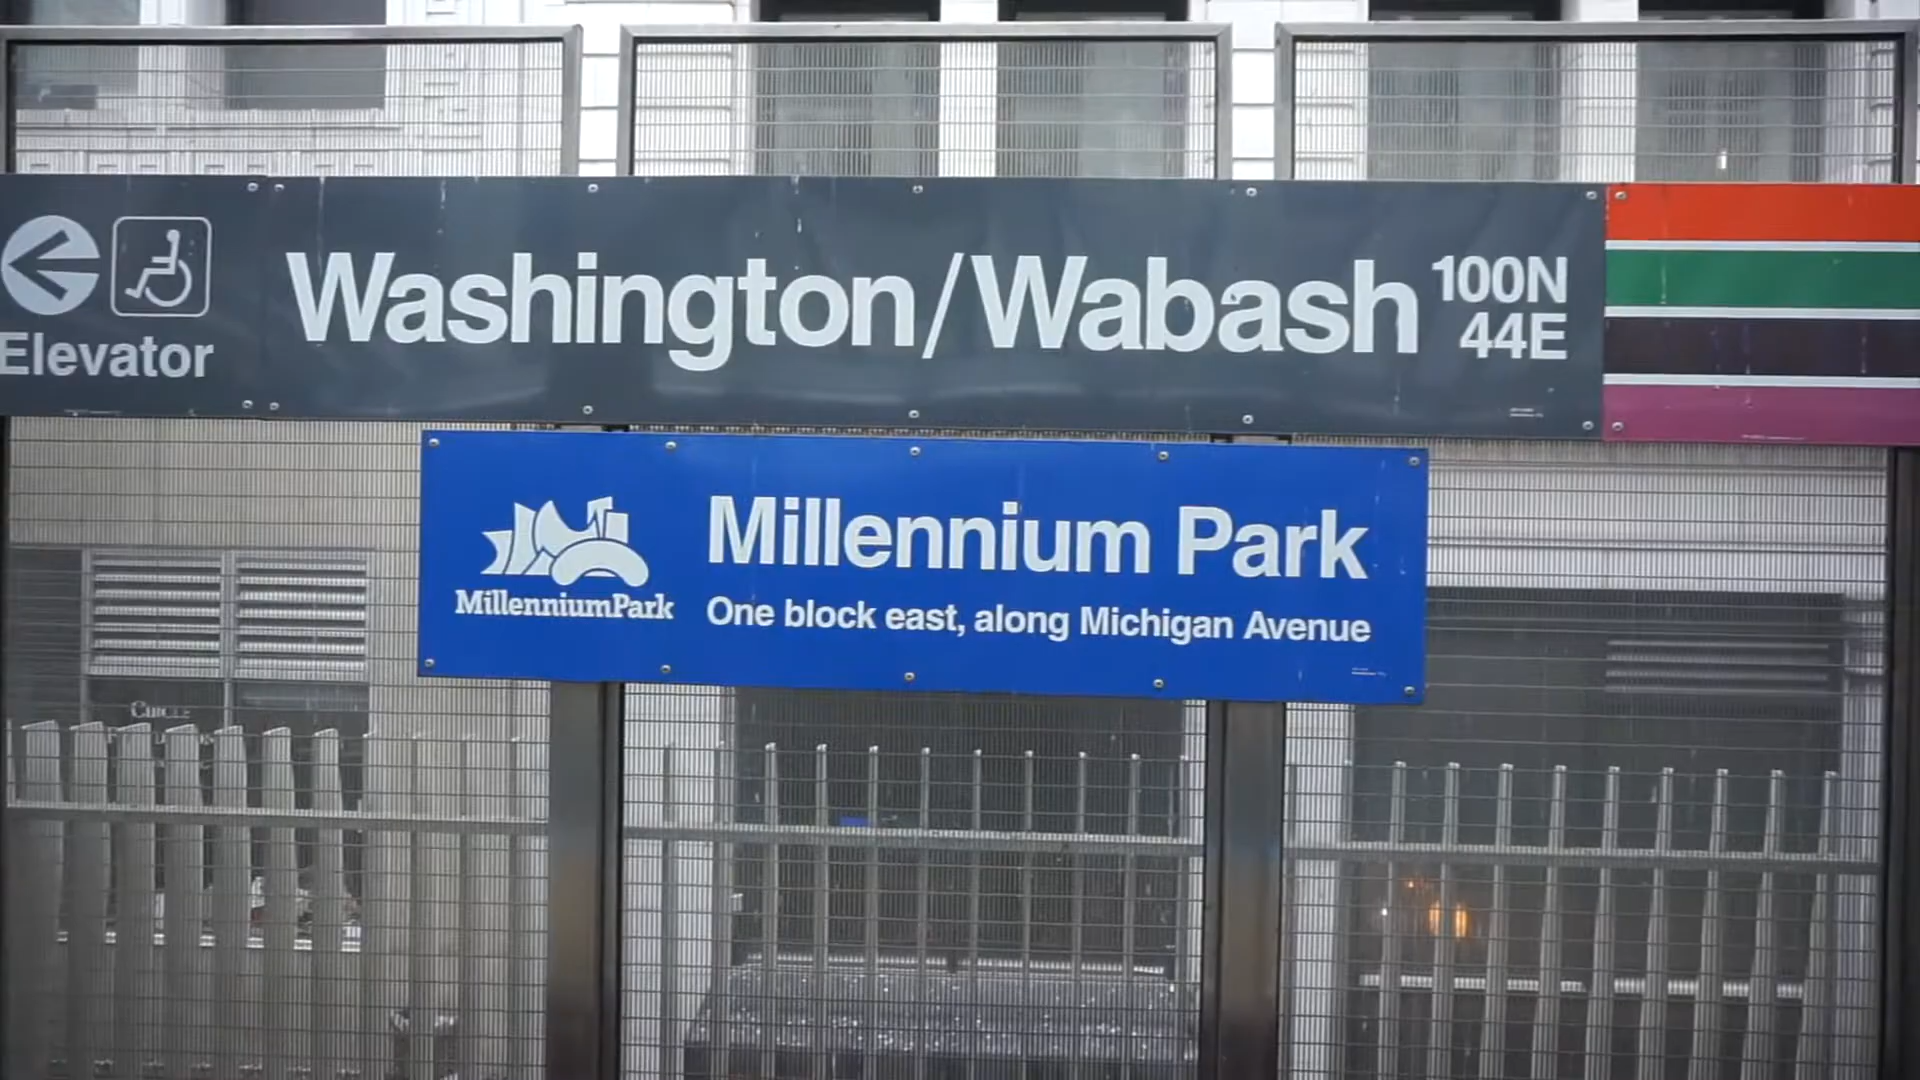 Elevator
Washington/Wabash
100N
44E
Millennium Park
One block east, along Michigan Avenue
MillenniumPark